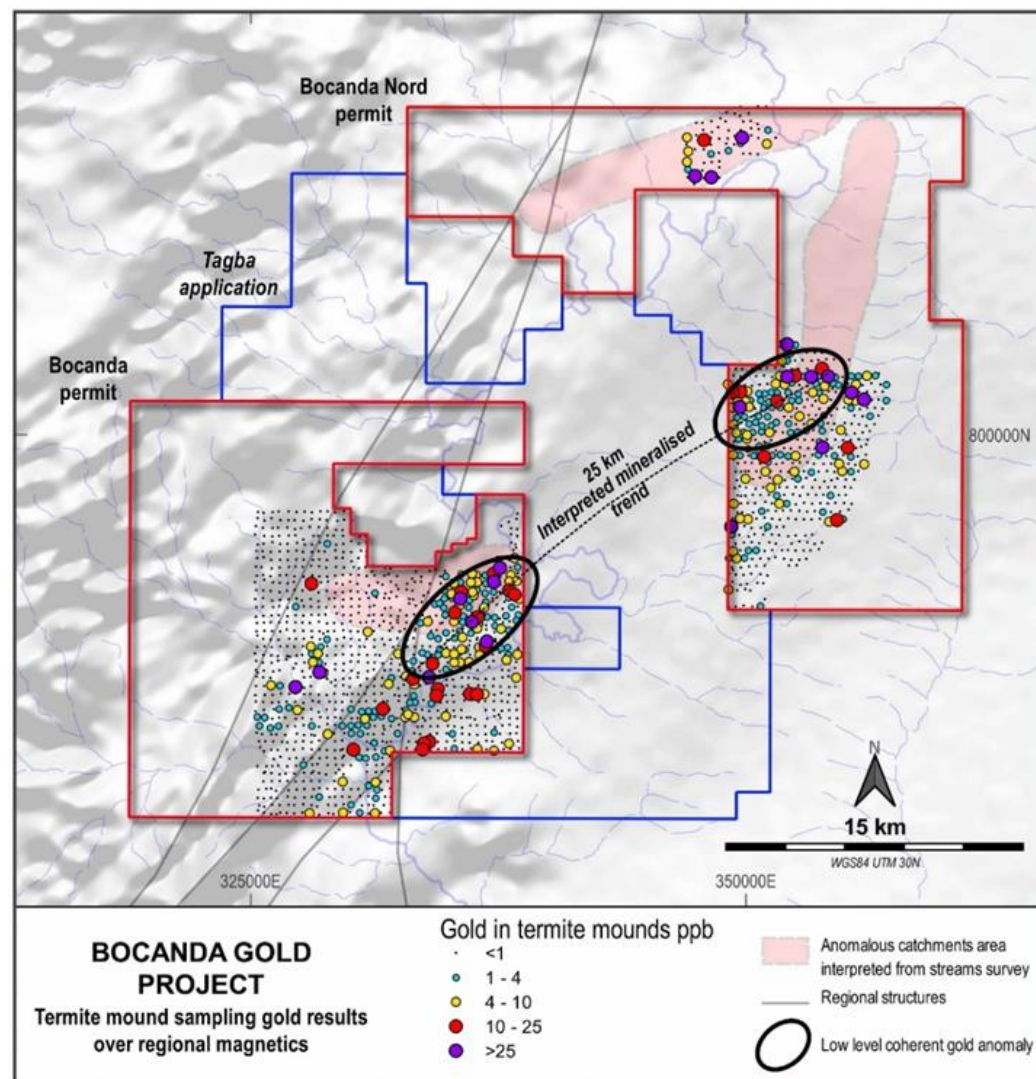 Bocanda Nord
permit
Tagba
application
Bocanda
permit
800000N
25 km
Interpreted mineralised
trend
N
15 km
WGS84 UTM 30N
325000E
350000E
BOCANDA GOLD
PROJECT
Termite mound sampling gold results
over regional magnetics
Gold in termite mounds ppb
<1
1 - 4
4 - 10
10 - 25
>25
Anomalous catchments area
interpreted from streams survey
Regional structures
Low level coherent gold anomaly